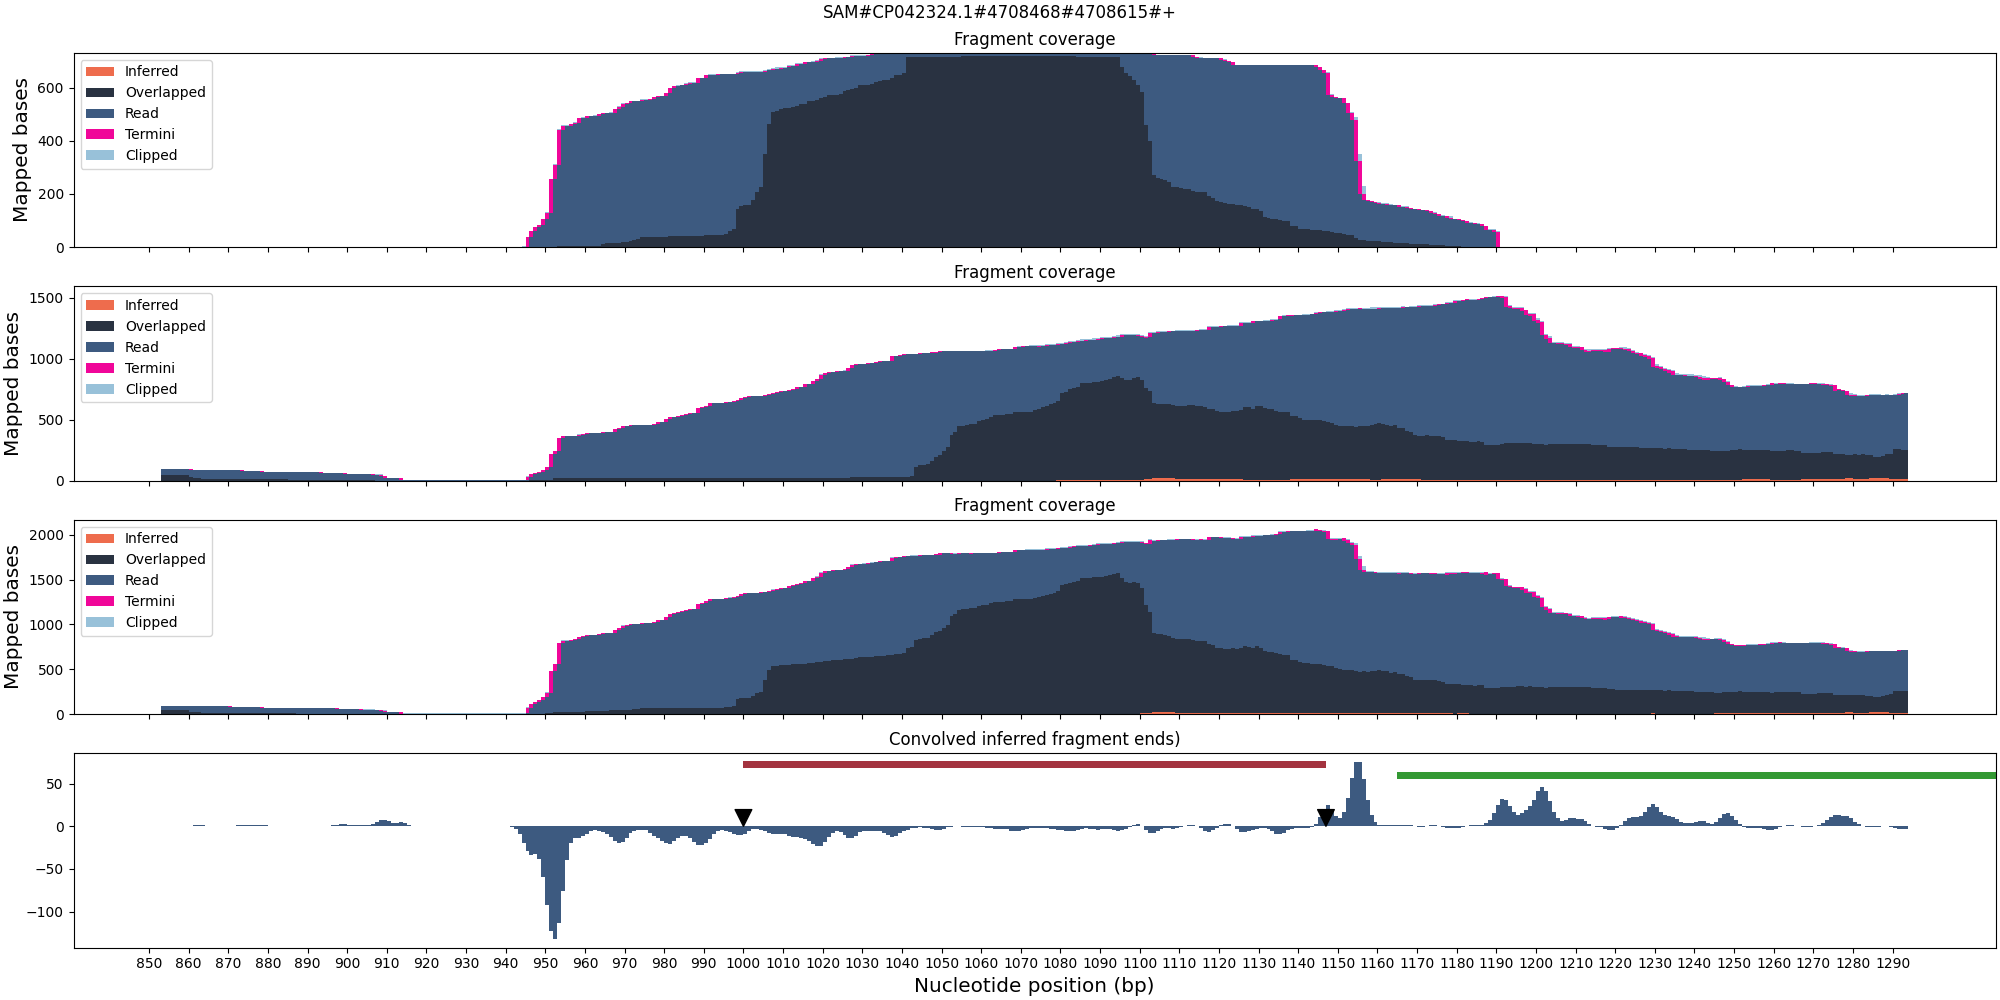 SAM#CP042324.1#4708468#4708615#+
Fragment coverage
Mapped bases
600
400
200
0
Inferred
Overlapped
Read
Termini
Clipped
Fragment coverage
Mapped bases
1500
1000
500
0
Inferred
Overlapped
Read
Termini
Clipped
Fragment coverage
Mapped bases
2000
1500
1000
500
0
Inferred
Overlapped
Read
Termini
Clipped
Convolved inferred fragment ends)
50
0
−50
−100
850 860 870 880 890 900 910 920 930 940 950 960 970 980 990 1000 1010 1020 1030 1040 1050 1060 1070 1080 1090 1100 1110 1120 1130 1140 1150 1160 1170 1180 1190 1200 1210 1220 1230 1240 1250 1260 1270 1280 1290
Nucleotide position (bp)